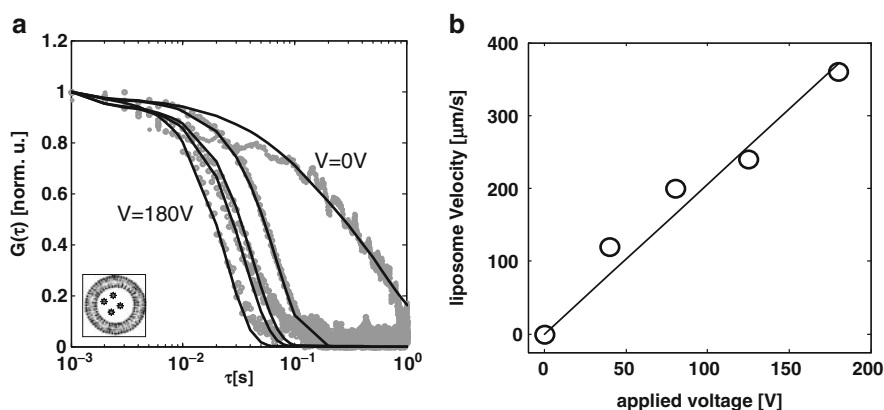 a
1.2
1
0.8
0.6
0.4
0.2
0
G(τ) [norm. u.]
V=0V
V=180V
10⁻³
10⁻²
10⁻¹
10⁰
τ[s]
b
400
300
200
100
0
liposome Velocity [μm/s]
0
50
100
150
200
applied voltage [V]